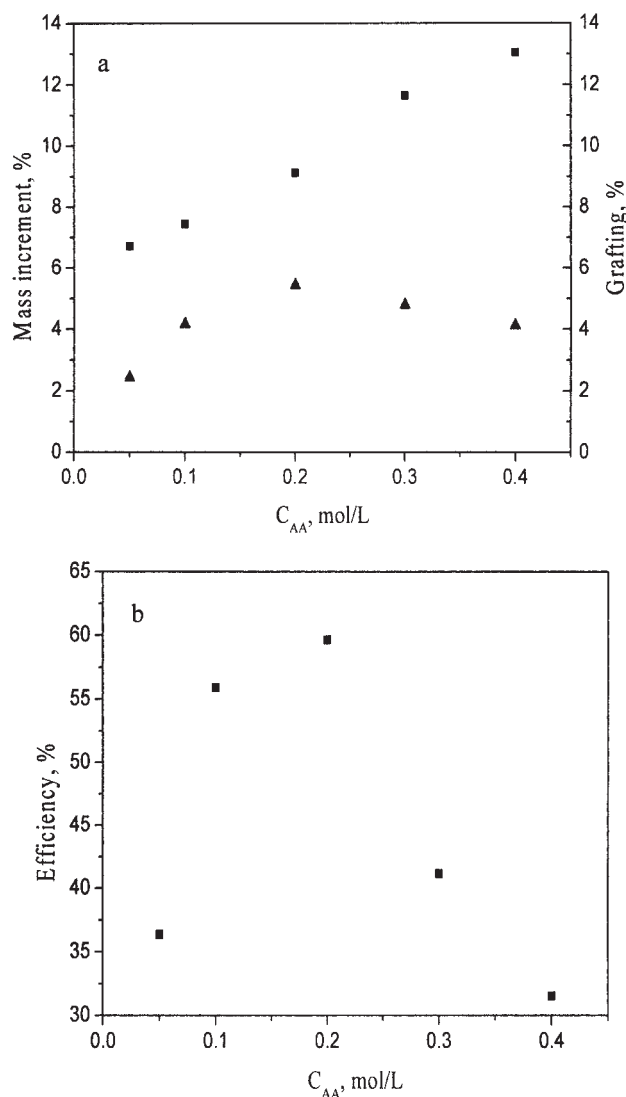 a
Mass increment, %
Grafting, %
14
12
10
8
6
4
2
0
14
12
10
8
6
4
2
0
0.0 0.1 0.2 0.3 0.4
C_AA, mol/L
b
Efficiency, %
65
60
55
50
45
40
35
30
0.0 0.1 0.2 0.3 0.4
C_AA, mol/L